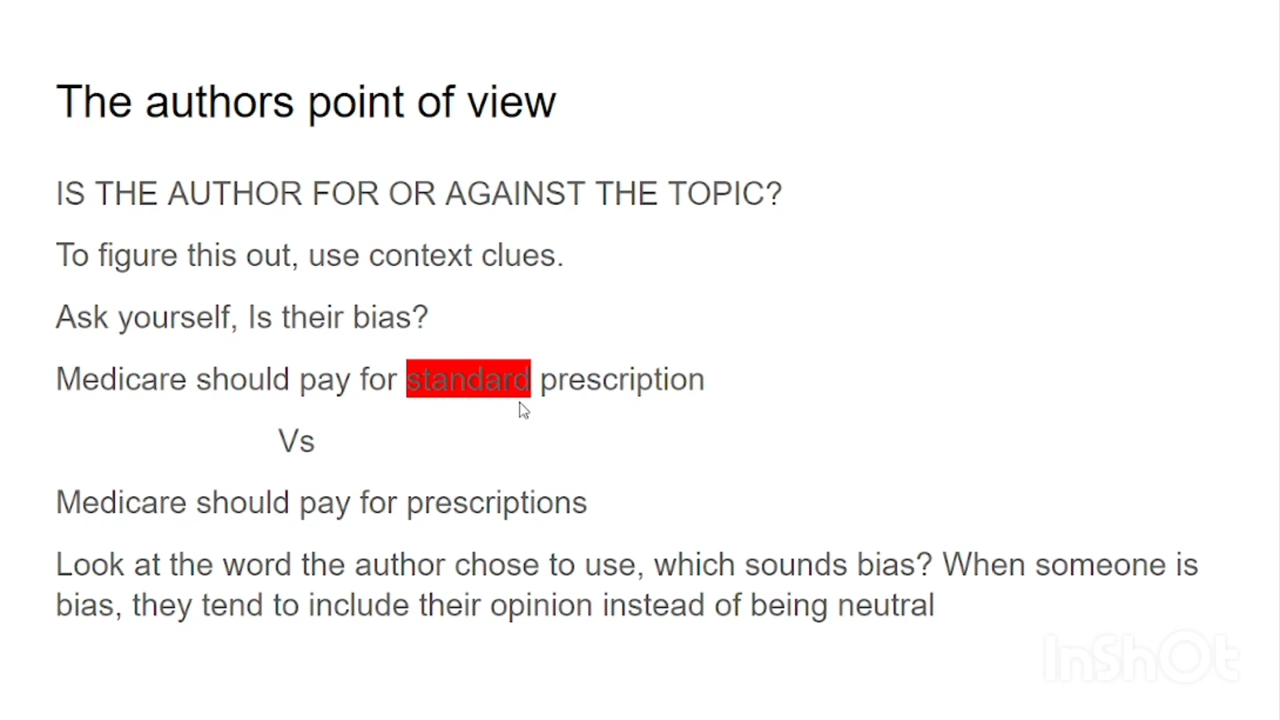 The authors point of view
IS THE AUTHOR FOR OR AGAINST THE TOPIC?
To figure this out, use context clues.
Ask yourself, Is their bias?
Medicare should pay for standard prescription
Vs
Medicare should pay for prescriptions
Look at the word the author chose to use, which sounds bias? When someone is
bias, they tend to include their opinion instead of being neutral
InShOt